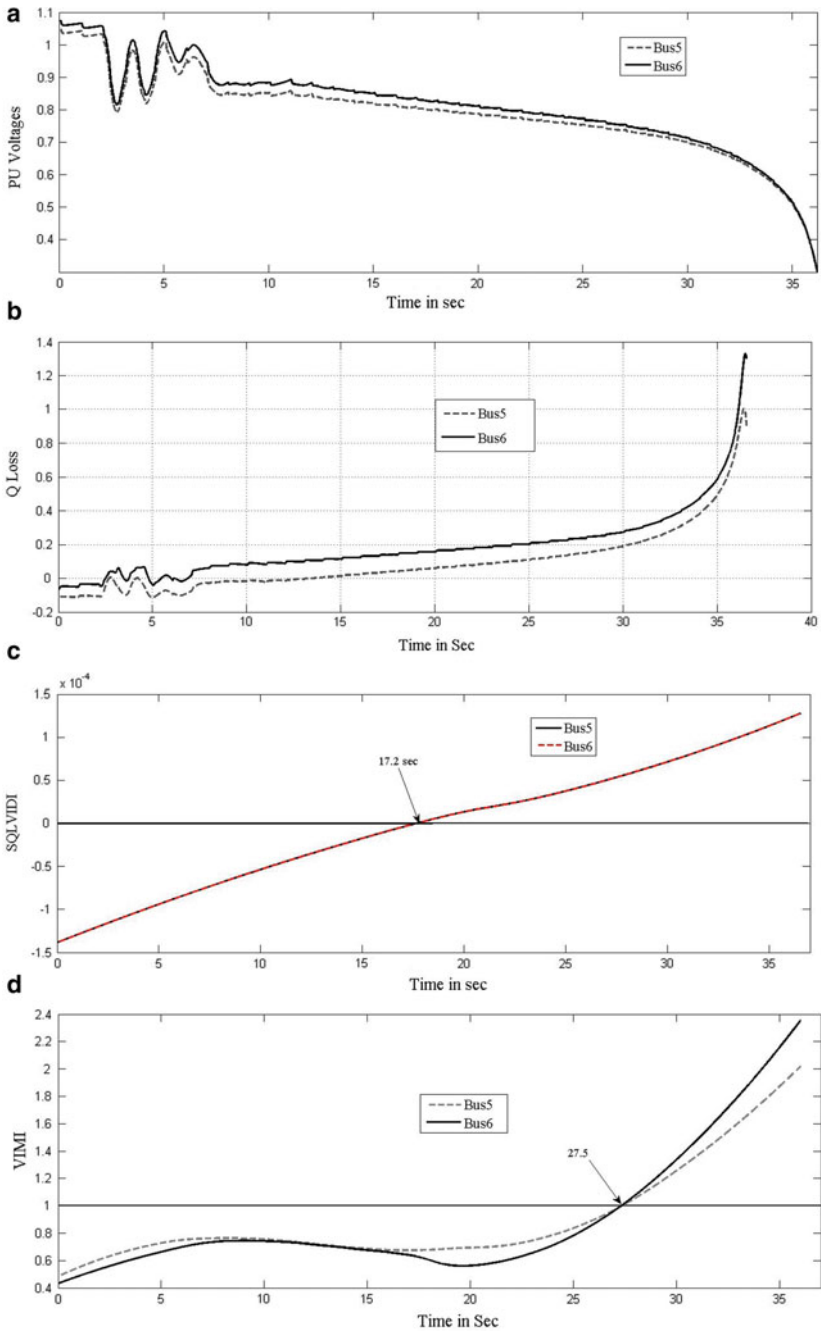 a
1.1
1
0.9
0.8
0.7
0.6
0.5
0.4
PU Voltages
Bus5
Bus6
0 5 10 15 20 25 30 35
Time in sec
b
1.4
1.2
1
0.8
0.6
0.4
0.2
0
-0.2
Q Loss
Bus5
Bus6
0 5 10 15 20 25 30 35 40
Time in Sec
c
x 10-4
1.5
1
0.5
0
-0.5
-1
-1.5
SQLVIDI
Bus5
Bus6
17.2 sec
0 5 10 15 20 25 30 35
Time in sec
d
2.4
2.2
2
1.8
1.6
1.4
1.2
1
0.8
0.6
0.4
VIMI
Bus5
Bus6
27.5
0 5 10 15 20 25 30 35
Time in Sec